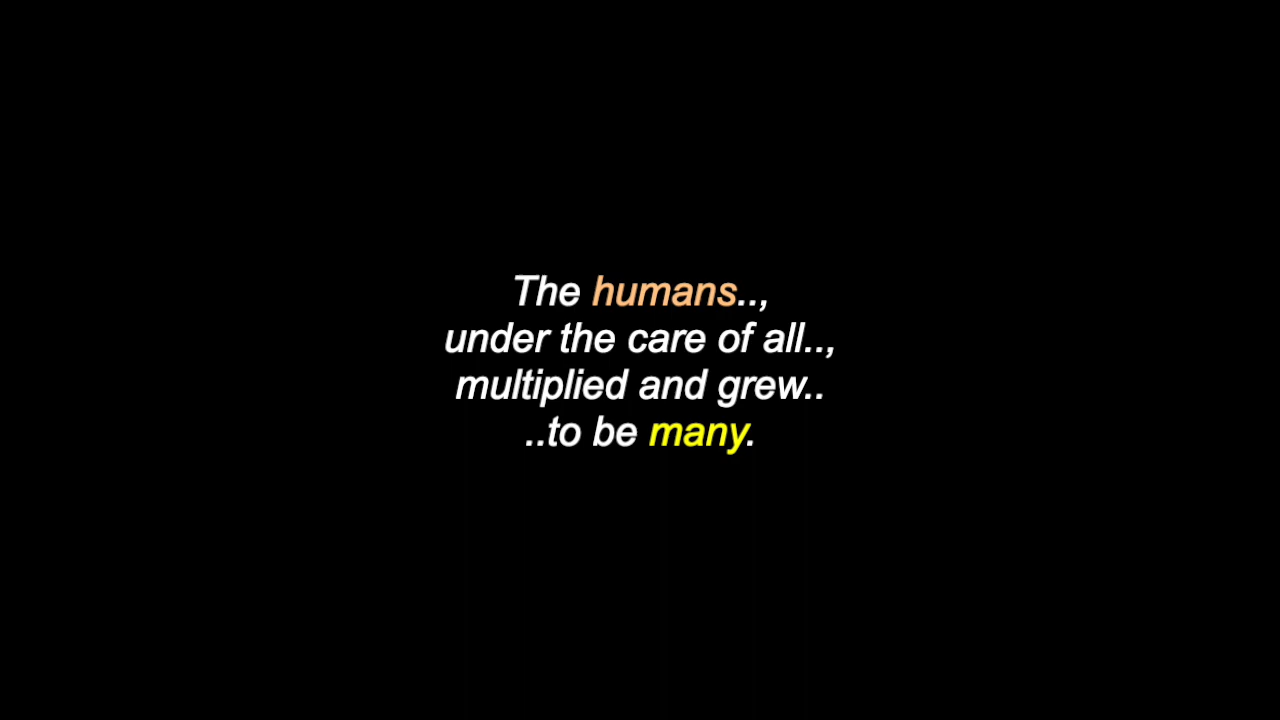 The humans..,
under the care of all..,
multiplied and grew..
..to be many.